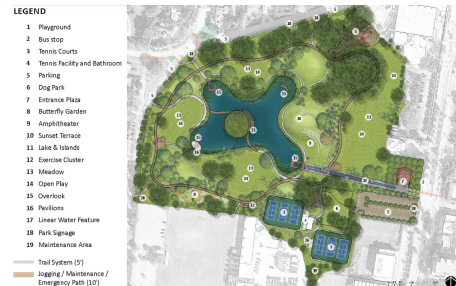 LEGEND
1 Playground
2 Bus stop
3 Tennis Courts
4 Tennis Facility and Bathroom
5 Parking
6 Dog Park
7 Entrance Plaza
8 Butterfly Garden
9 Amphitheater
10 Sunset Terrace
11 Lake & Islands
12 Exercise Cluster
13 Meadow
14 Open Play
15 Overlook
16 Pavilions
17 Linear Water Feature
18 Park Signage
19 Maintenance Area
Trail System (5')
Jogging / Maintenance /
Emergency Path (10')